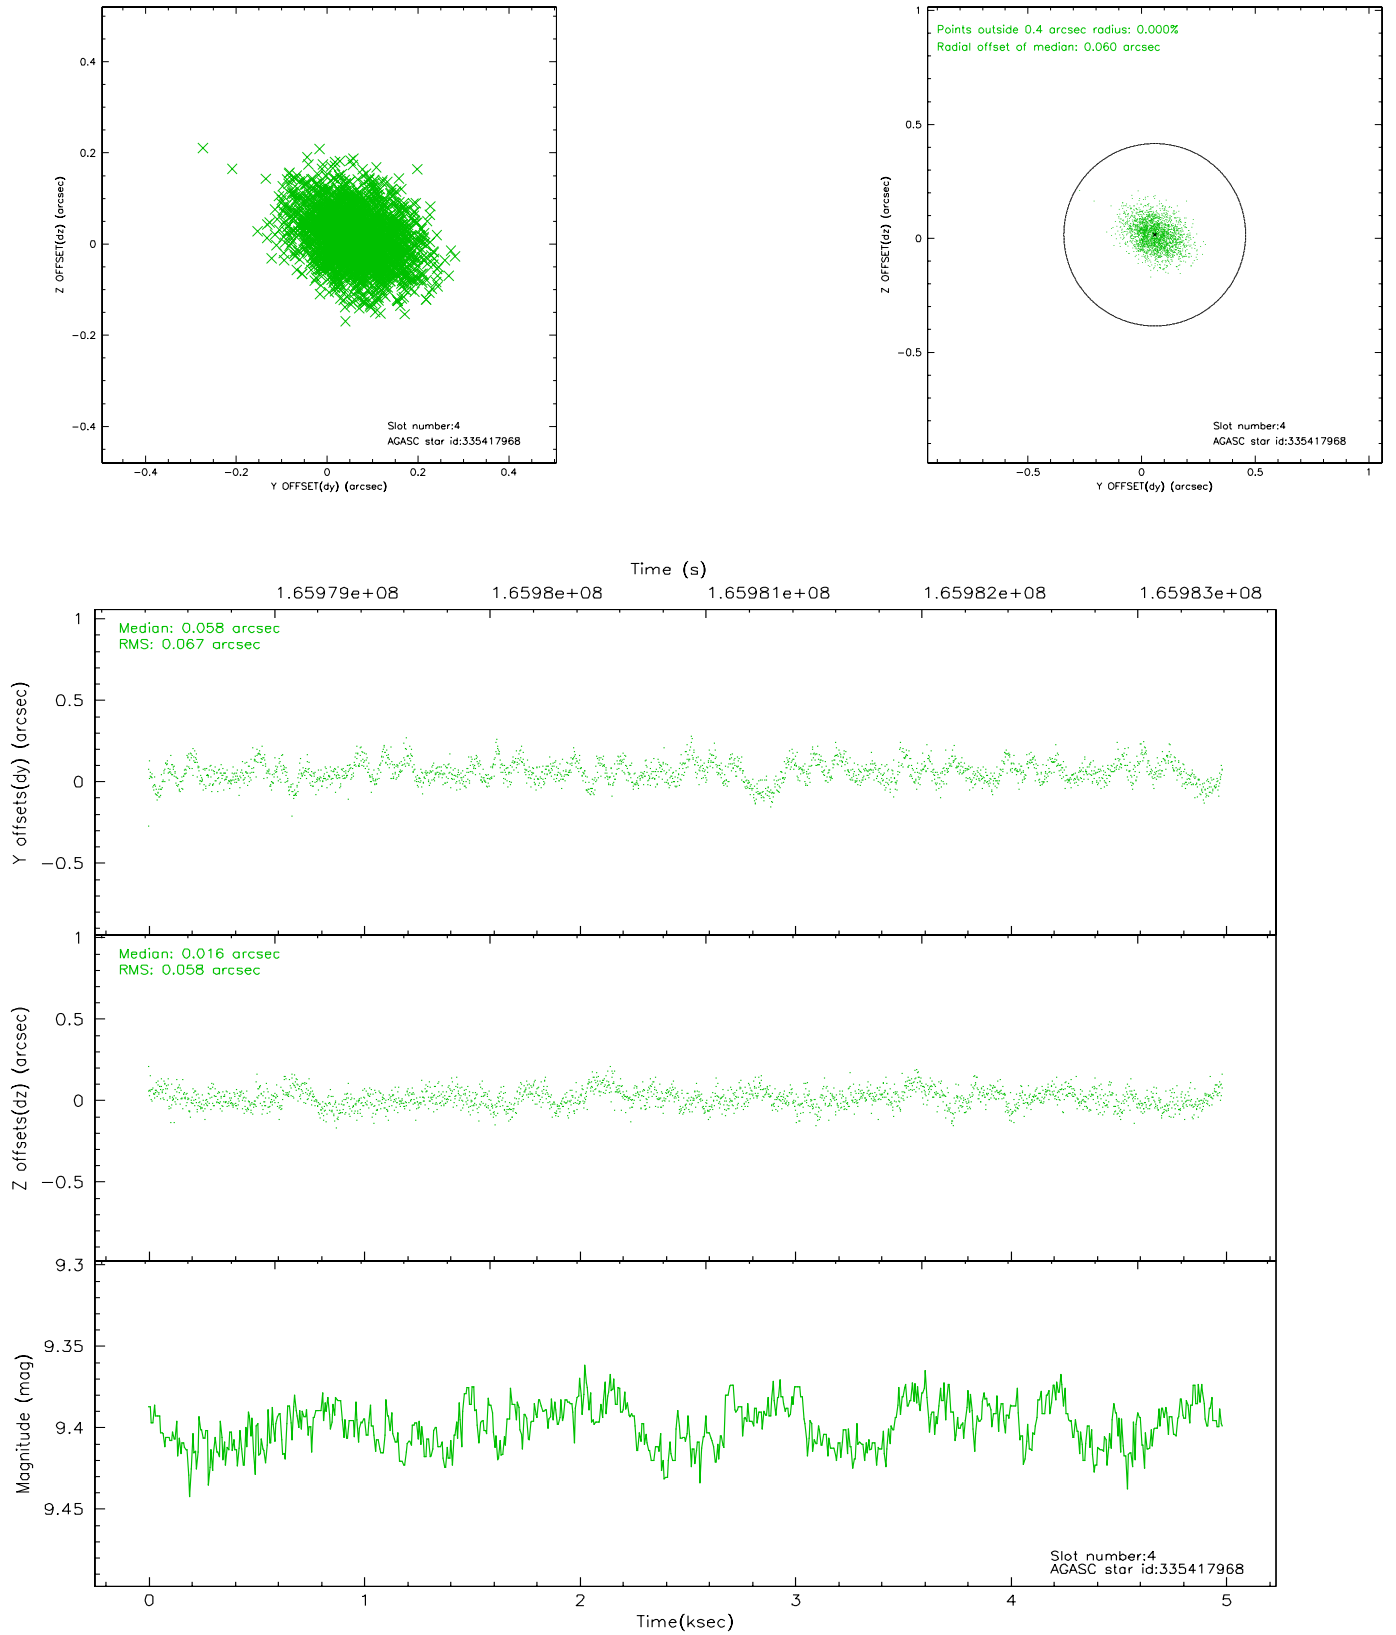 0.4
0.2
0
−0.2
−0.4
Z OFFSET(dz) (arcsec)
−0.4 −0.2 0 0.2 0.4
Y OFFSET(dy) (arcsec)
Slot number:4
AGASC star id:335417968
Points outside 0.4 arcsec radius: 0.000%
Radial offset of median: 0.060 arcsec
1
0.5
0
−0.5
Z OFFSET(dz) (arcsec)
−0.5 0 0.5 1
Y OFFSET(dy) (arcsec)
Slot number:4
AGASC star id:335417968
Time (s)
1.65979e+08 1.6598e+08 1.65981e+08 1.65982e+08 1.65983e+08
Median: 0.058 arcsec
RMS: 0.067 arcsec
1
0.5
0
−0.5
Y offsets(dy) (arcsec)
Median: 0.016 arcsec
RMS: 0.058 arcsec
1
0.5
0
−0.5
Z offsets(dz) (arcsec)
9.3
9.35
9.4
9.45
Magnitude (mag)
Slot number:4
AGASC star id:335417968
0 1 2 3 4 5
Time(ksec)